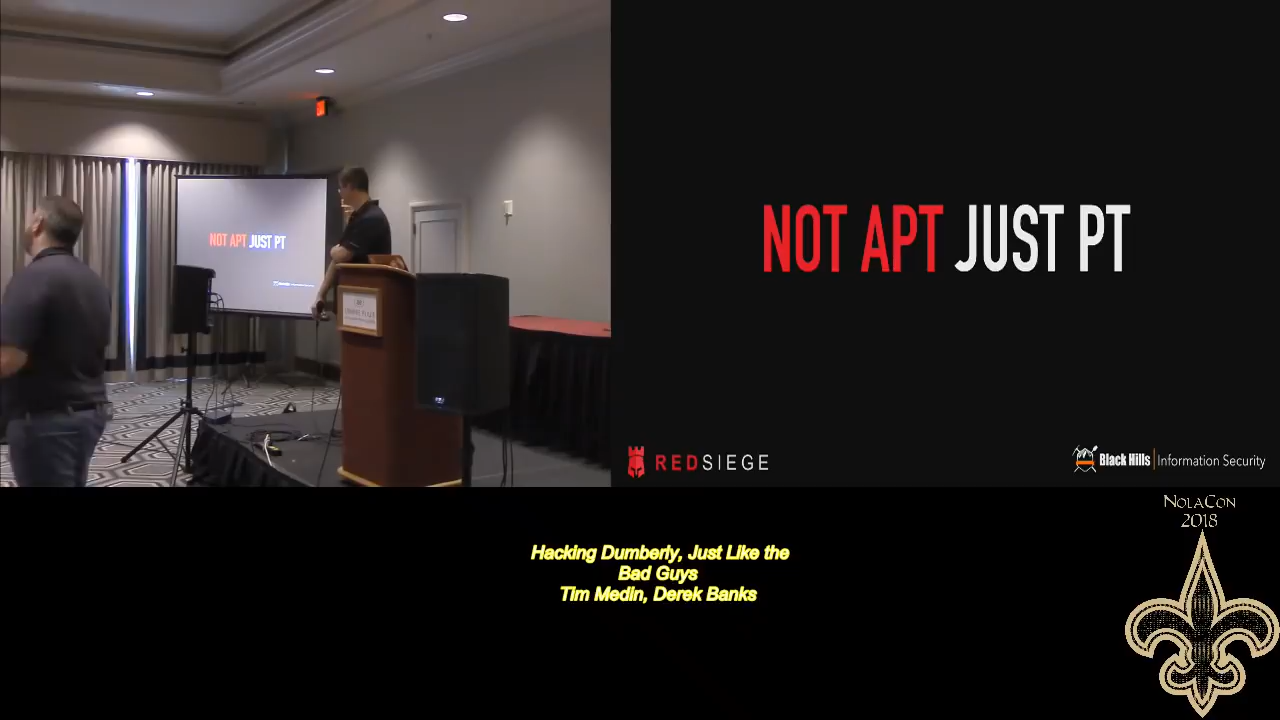 NOT APT JUST PT
NOT APT JUST PT
REDSIEGE
Black Hills Information Security
NOLACON
2018
Hacking Dumberly, Just Like the
Bad Guys
Tim Medin, Derek Banks